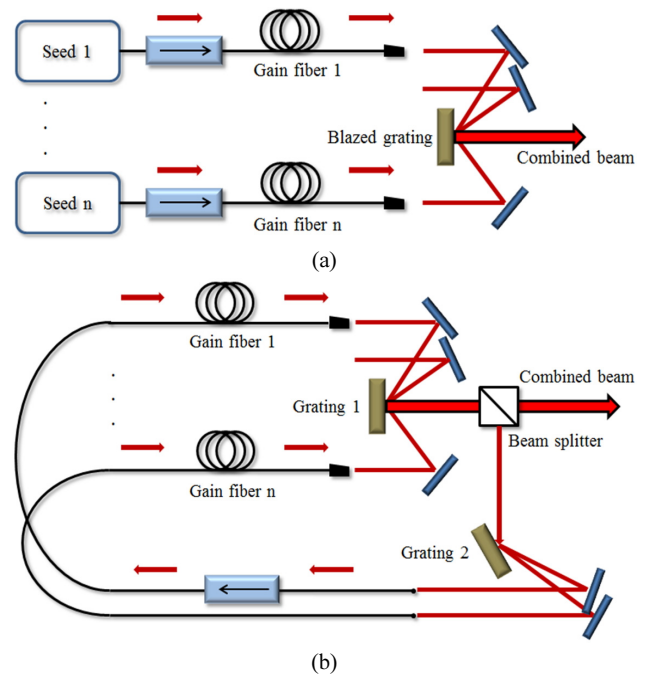 Seed 1
Gain fiber 1
Blazed grating
Combined beam
Seed n
Gain fiber n
(a)
Gain fiber 1
Combined beam
Grating 1
Beam splitter
Gain fiber n
Grating 2
(b)